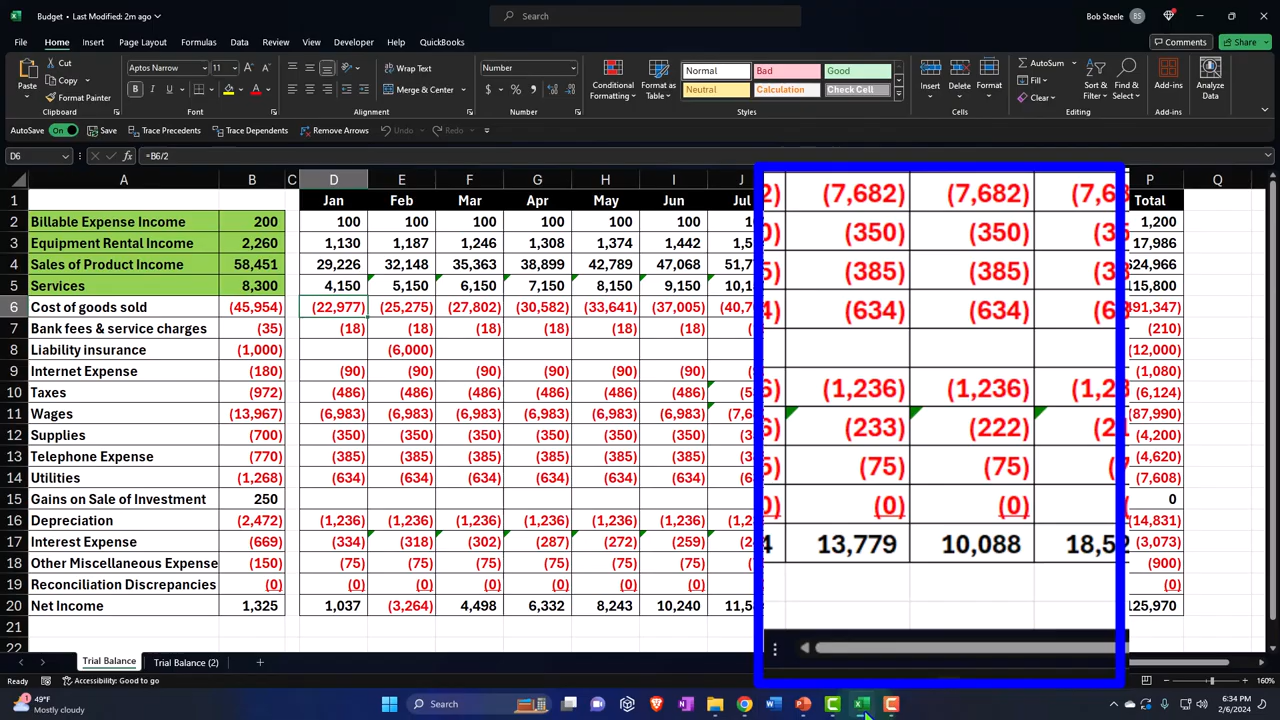 Budget • Last Modified: 2m ago
Search
Bob Steele BS
File Home Insert Page Layout Formulas Data Review View Developer Help QuickBooks Comments Share
Paste Cut Copy Format Painter Clipboard
Aptos Narrow 11 Font
Wrap Text Merge & Center Alignment
Number Number
Conditional Formatting Format as Table Normal Bad Good Neutral Calculation Check Cell Styles
Insert Delete Format Cells
AutoSum Fill Clear Sort & Filter Find & Select Editing
Add-ins Add-ins
Analyze Data
AutoSave On Save Trace Precedents Trace Dependents Remove Arrows Undo Redo
D6 fx =B6/2
A B C D E F G H I J P Q
1 Jan Feb Mar Apr May Jun Jul Total
2 Billable Expense Income 200 100 100 100 100 100 100 1,200
3 Equipment Rental Income 2,260 1,130 1,187 1,246 1,308 1,374 1,442 17,986
4 Sales of Product Income 58,451 29,226 32,148 35,363 38,899 42,789 47,068
5 Services 8,300 4,150 5,150 6,150 7,150 8,150 9,150
6 Cost of goods sold (45,954) (22,977) (25,275) (27,802) (30,582) (33,641) (37,005)
7 Bank fees & service charges (35) (18) (18) (18) (18) (18) (18) (210)
8 Liability insurance (1,000) (6,000) (12,000)
9 Internet Expense (180) (90) (90) (90) (90) (90) (90) (1,080)
10 Taxes (972) (486) (486) (486) (486) (486) (486) (6,124)
11 Wages (13,967) (6,983) (6,983) (6,983) (6,983) (6,983) (6,983) (87,990)
12 Supplies (700) (350) (350) (350) (350) (350) (350) (4,200)
13 Telephone Expense (770) (385) (385) (385) (385) (385) (385) (4,620)
14 Utilities (1,268) (634) (634) (634) (634) (634) (634) (7,608)
15 Gains on Sale of Investment 250 0
16 Depreciation (2,472) (1,236) (1,236) (1,236) (1,236) (1,236) (1,236) (14,831)
17 Interest Expense (669) (334) (318) (302) (287) (272) (259) (3,073)
18 Other Miscellaneous Expense (150) (75) (75) (75) (75) (75) (75) (900)
19 Reconciliation Discrepancies (0) (0) (0) (0) (0) (0) (0) (0)
20 Net Income 1,325 1,037 (3,264) 4,498 6,332 8,243 10,240
21
22
(7,682) (7,682)
(350) (350)
(385) (385)
(634) (634)
(1,236) (1,236)
(233) (222)
(75) (75)
(0) (0)
13,779 10,088
Trial Balance Trial Balance (2)
Ready Accessibility: Good to go 160%
1 49°F
Mostly cloudy
Search
6:34 PM
2/6/2024